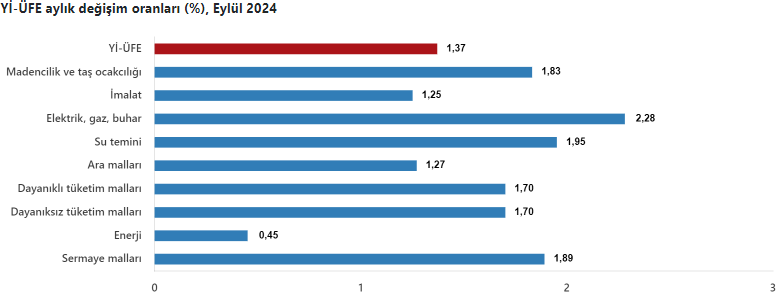 Yİ-ÜFE aylık değişim oranları (%), Eylül 2024
Yİ-ÜFE 1,37
Madencilik ve taş ocakcılığı 1,83
İmalat 1,25
Elektrik, gaz, buhar 2,28
Su temini 1,95
Ara malları 1,27
Dayanıklı tüketim malları 1,70
Dayanıksız tüketim malları 1,70
Enerji 0,45
Sermaye malları 1,89
0 1 2 3